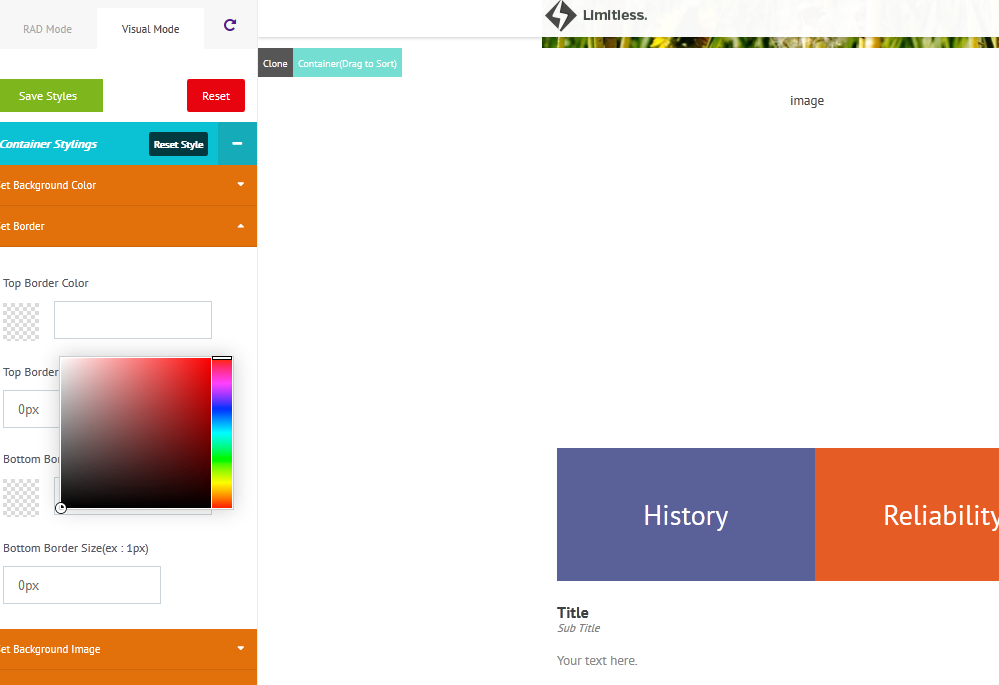 RAD Mode
Visual Mode
Limitless.
Clone
Container(Drag to Sort)
Save Styles
Reset
image
Container Stylings
Reset Style
et Background Color
et Border
Top Border Color
Top Border
0px
Bottom Bo
Bottom Border Size(ex : 1px)
0px
History
Reliability
Title
Sub Title
et Background Image
Your text here.